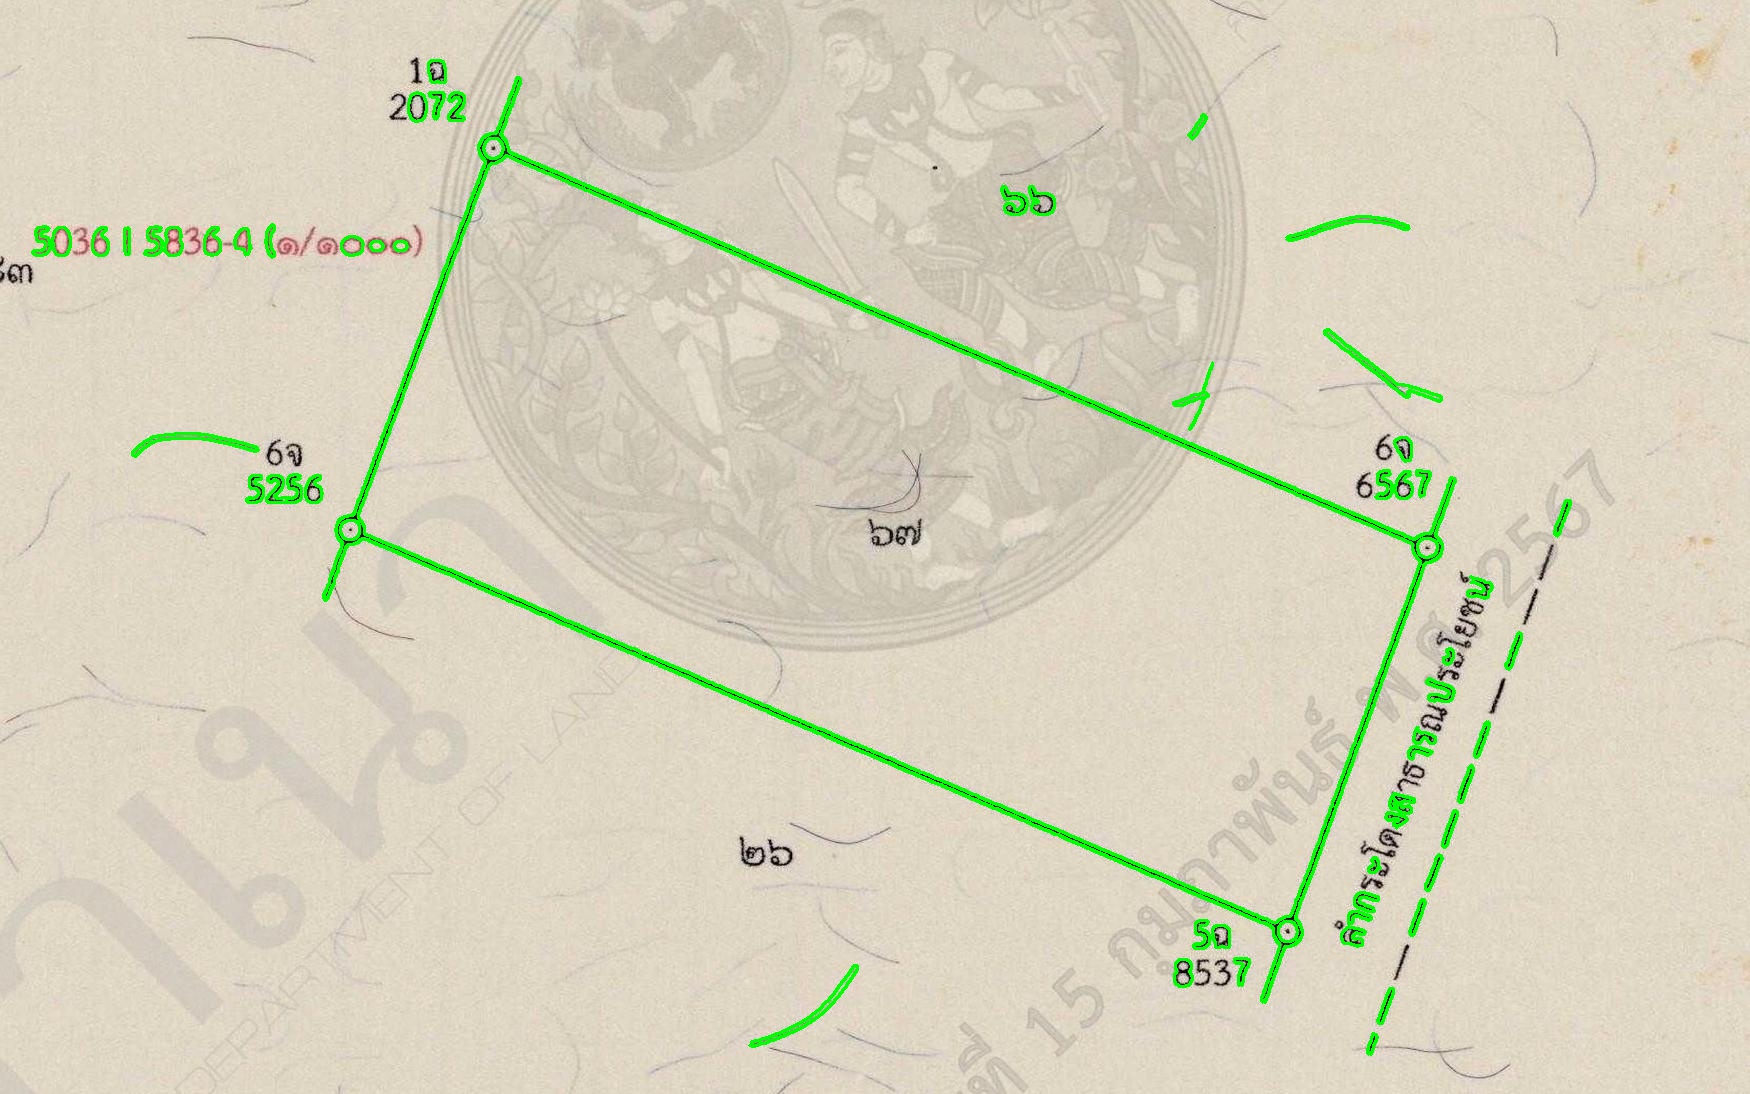 1ฉ
2072
๖๖
5036 I 5836-4 (๑/๑๐๐๐)
6จ
5256
6จ
6567
๖๗
ลำกระโดงสาธารณประโยชน์
๒๖
5ฉ
8537
DEPARTMENT OF LAND
ที่ 15 กุมภาพันธ์ พ.ศ. 2567